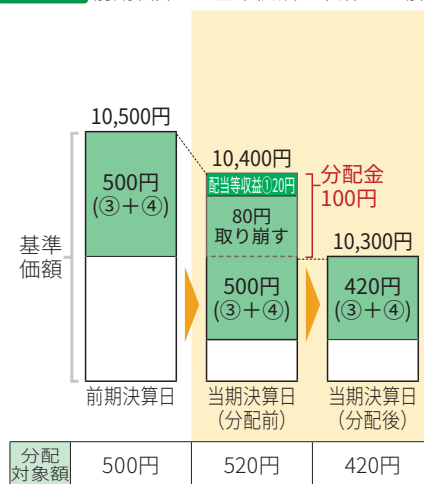 10,500円
500円
(③+④)
基準
価額
前期決算日
10,400円
配当等収益①20円
80円
取り崩す
500円
(③+④)
当期決算日
(分配前)
分配金
100円
10,300円
420円
(③+④)
当期決算日
(分配後)
分配
対象額
500円
520円
420円